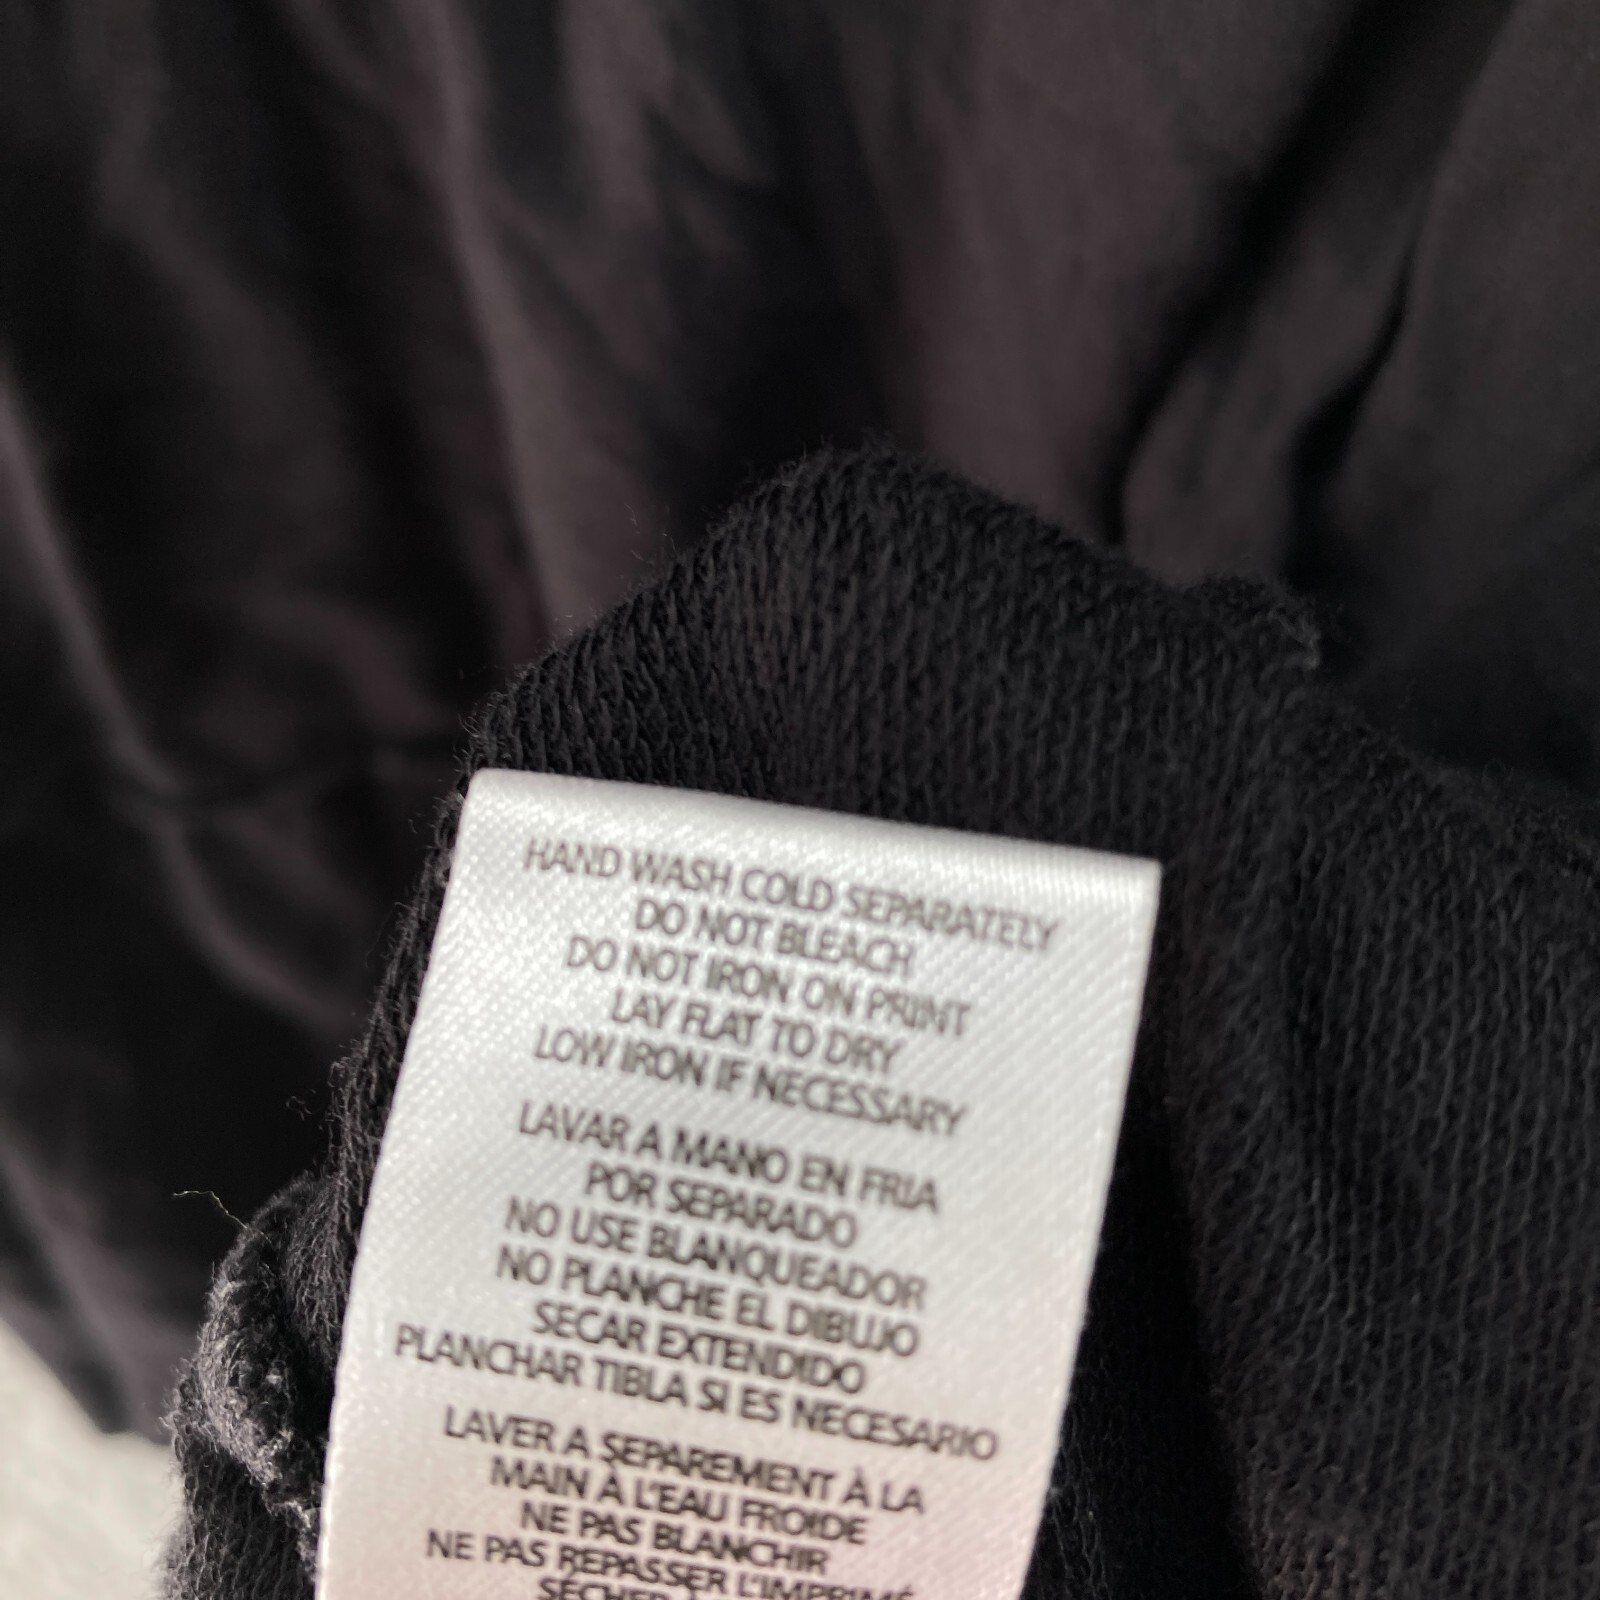 HAND WASH COLD SEPARATELY
DO NOT BLEACH
DO NOT IRON ON PRINT
LAY FLAT TO DRY
LOW IRON IF NECESSARY
LAVAR A MANO EN FRIA
POR SEPARADO
NO USE BLANQUEADOR
NO PLANCHE EL DIBUJO
SECAR EXTENDIDO
PLANCHAR TIBLA SI ES NECESARIO
LAVER A SEPAREMENT À LA
MAIN À L'EAU FROIDE
NE PAS BLANCHIR
NE PAS REPASSER L'IMPRIMÉ
SÉCHER